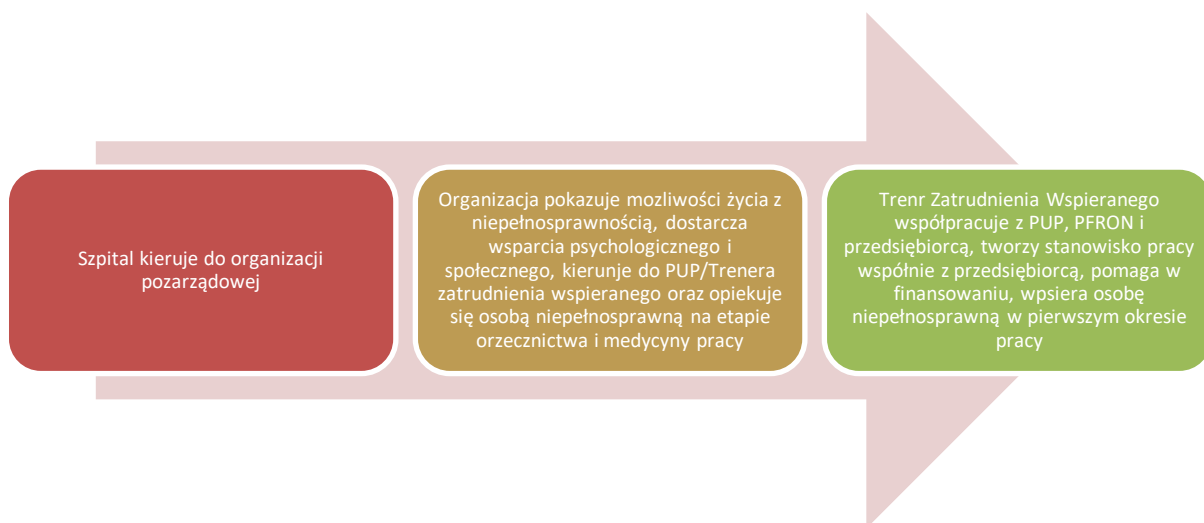 Szpital kieruje do organizacji
pozarządowej
Organizacja pokazuje mozliwości życia z
niepełnosprawnością, dostarcza
wsparcia psychologicznego i
społecznego, kierunje do PUP/Trenera
zatrudnienia wspieranego oraz opiekuje
się osobą niepełnosprawną na etapie
orzecznictwa i medycyny pracy
Trenr Zatrudnienia Wspieranego
współpracuje z PUP, PFRON i
przedsiębiorcą, tworzy stanowisko pracy
współnie z przedsiębiorcą, pomaga w
finansowaniu, wpsiera osobę
niepełnosprawną w pierwszym okresie
pracy